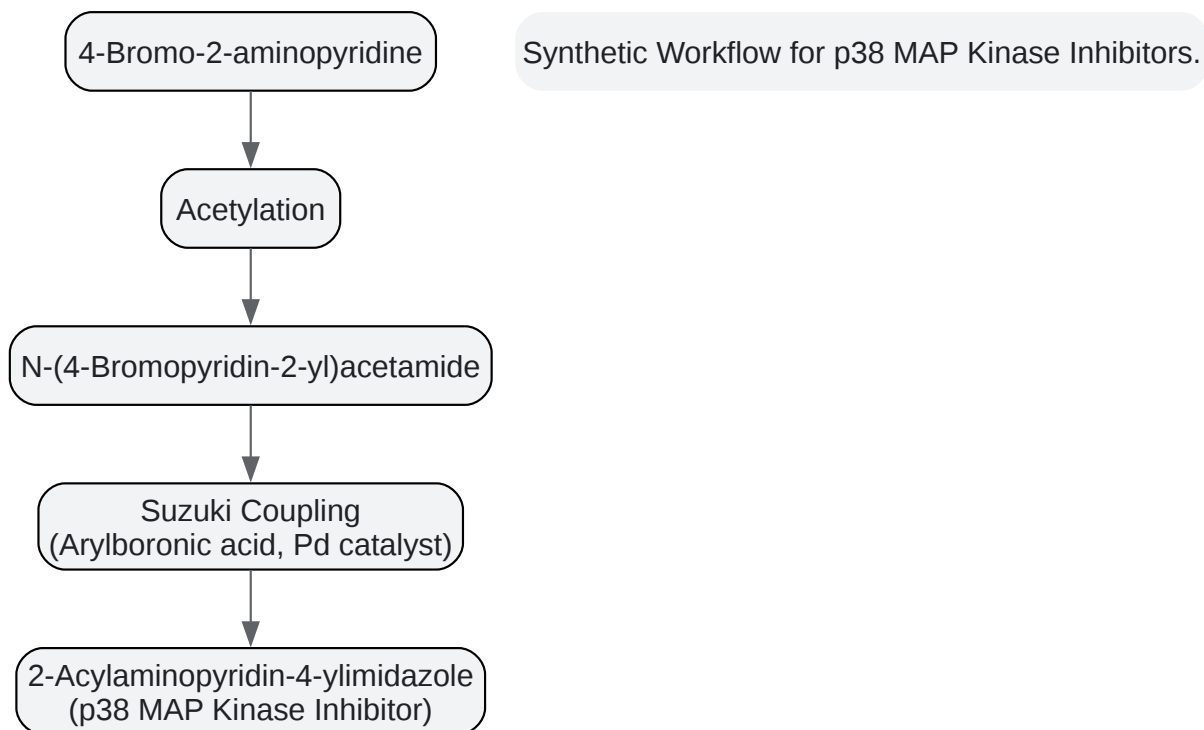 4-Bromo-2-aminopyridine
Synthetic Workflow for p38 MAP Kinase Inhibitors.
Acetylation
N-(4-Bromopyridin-2-yl)acetamide
Suzuki Coupling
(Arylboronic acid, Pd catalyst)
2-Acylaminopyridin-4-ylimidazole
(p38 MAP Kinase Inhibitor)